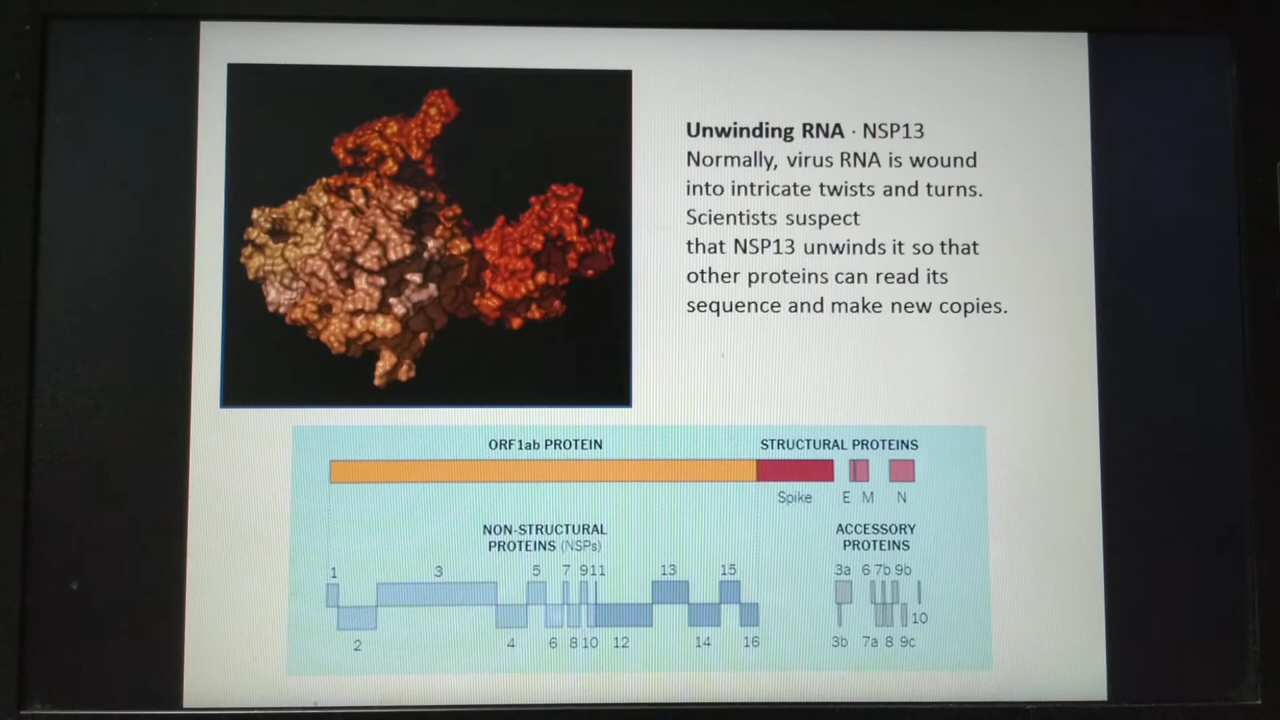 Unwinding RNA · NSP13
Normally, virus RNA is wound
into intricate twists and turns.
Scientists suspect
that NSP13 unwinds it so that
other proteins can read its
sequence and make new copies.
ORF1ab PROTEIN
STRUCTURAL PROTEINS
Spike E M N
NON-STRUCTURAL
PROTEINS (NSPs)
ACCESSORY
PROTEINS
1 3 5 7 9 11 13 15
2 4 6 8 10 12 14 16
3a 6 7b 9b
10
3b 7a 8 9c